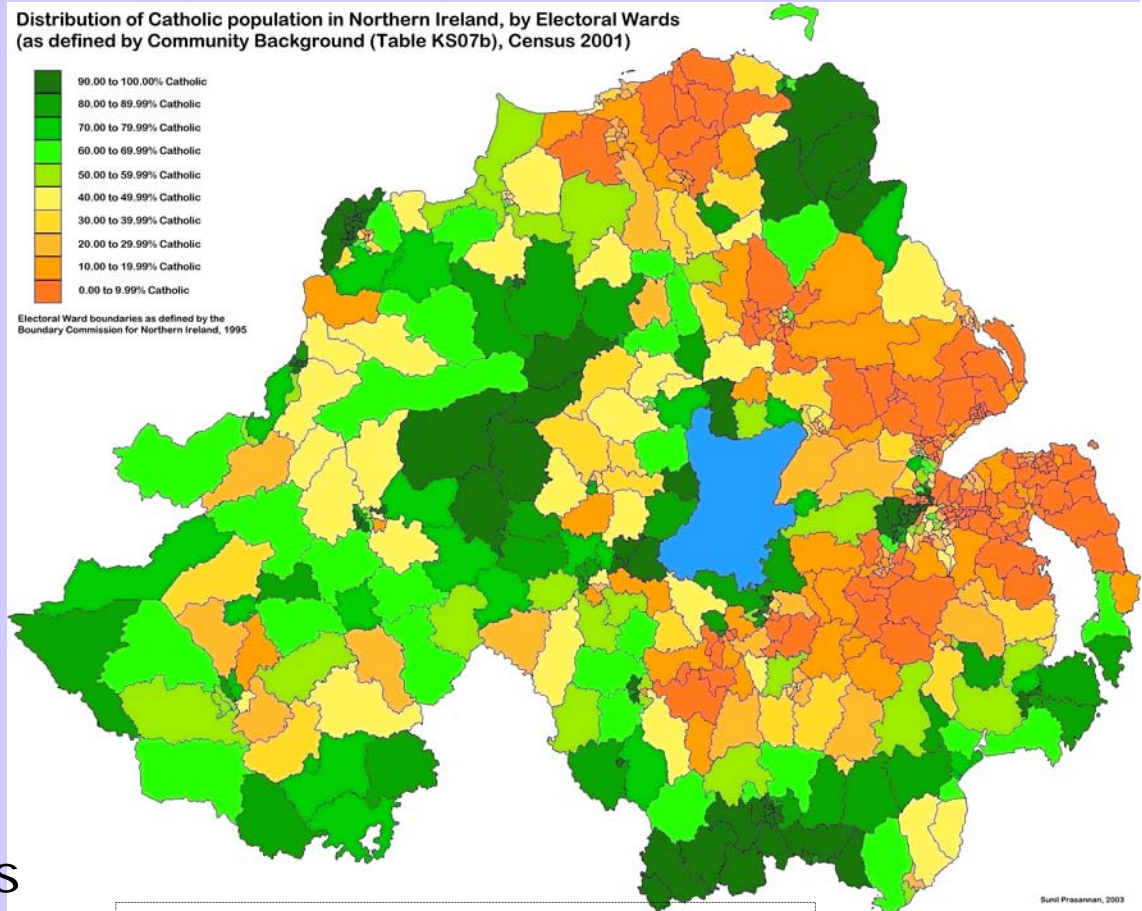 Distribution of Catholic population in Northern Ireland, by Electoral Wards
(as defined by Community Background (Table KS07b), Census 2001)
90.00 to 100.00% Catholic
80.00 to 89.99% Catholic
70.00 to 79.99% Catholic
60.00 to 69.99% Catholic
50.00 to 59.99% Catholic
40.00 to 49.99% Catholic
30.00 to 39.99% Catholic
20.00 to 29.99% Catholic
10.00 to 19.99% Catholic
0.00 to 9.99% Catholic
Electoral Ward boundaries as defined by the
Boundary Commission for Northern Ireland, 1995
s
Sunil Prasannan, 2003